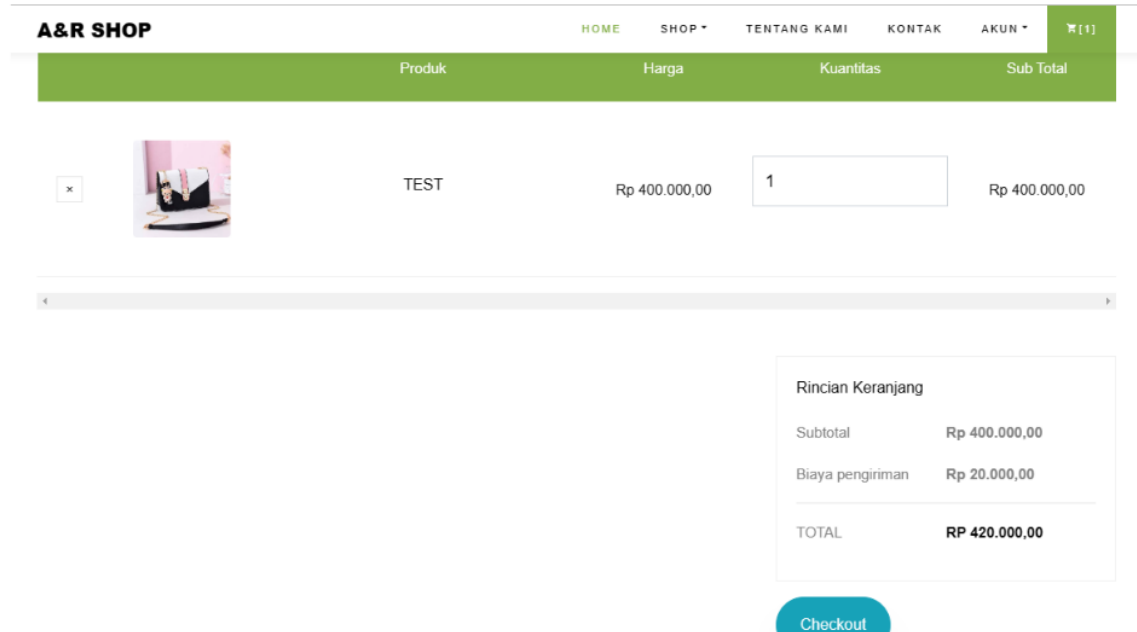 A&R SHOP HOME SHOP TENTANG KAMI KONTAK AKUN [1]
Produk Harga Kuantitas Sub Total
× TEST Rp 400.000,00 1 Rp 400.000,00
Rincian Keranjang
Subtotal Rp 400.000,00
Biaya pengiriman Rp 20.000,00
TOTAL RP 420.000,00
Checkout